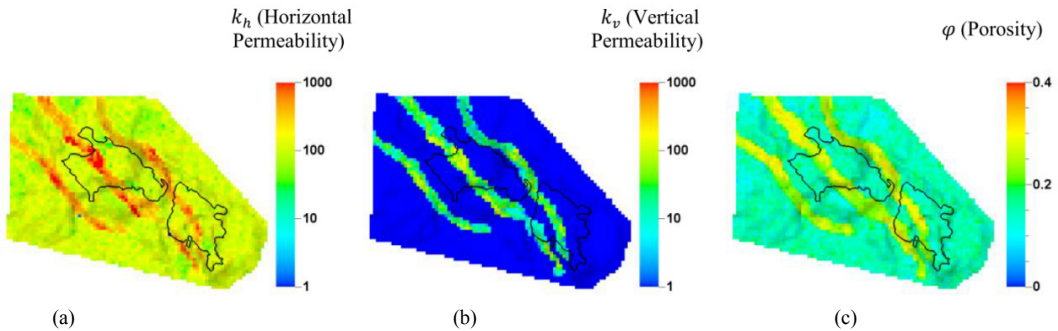 k_h (Horizontal
Permeability)
k_v (Vertical
Permeability)
φ (Porosity)
1000
100
10
1
1000
100
10
1
0.4
0.2
0
(a)
(b)
(c)